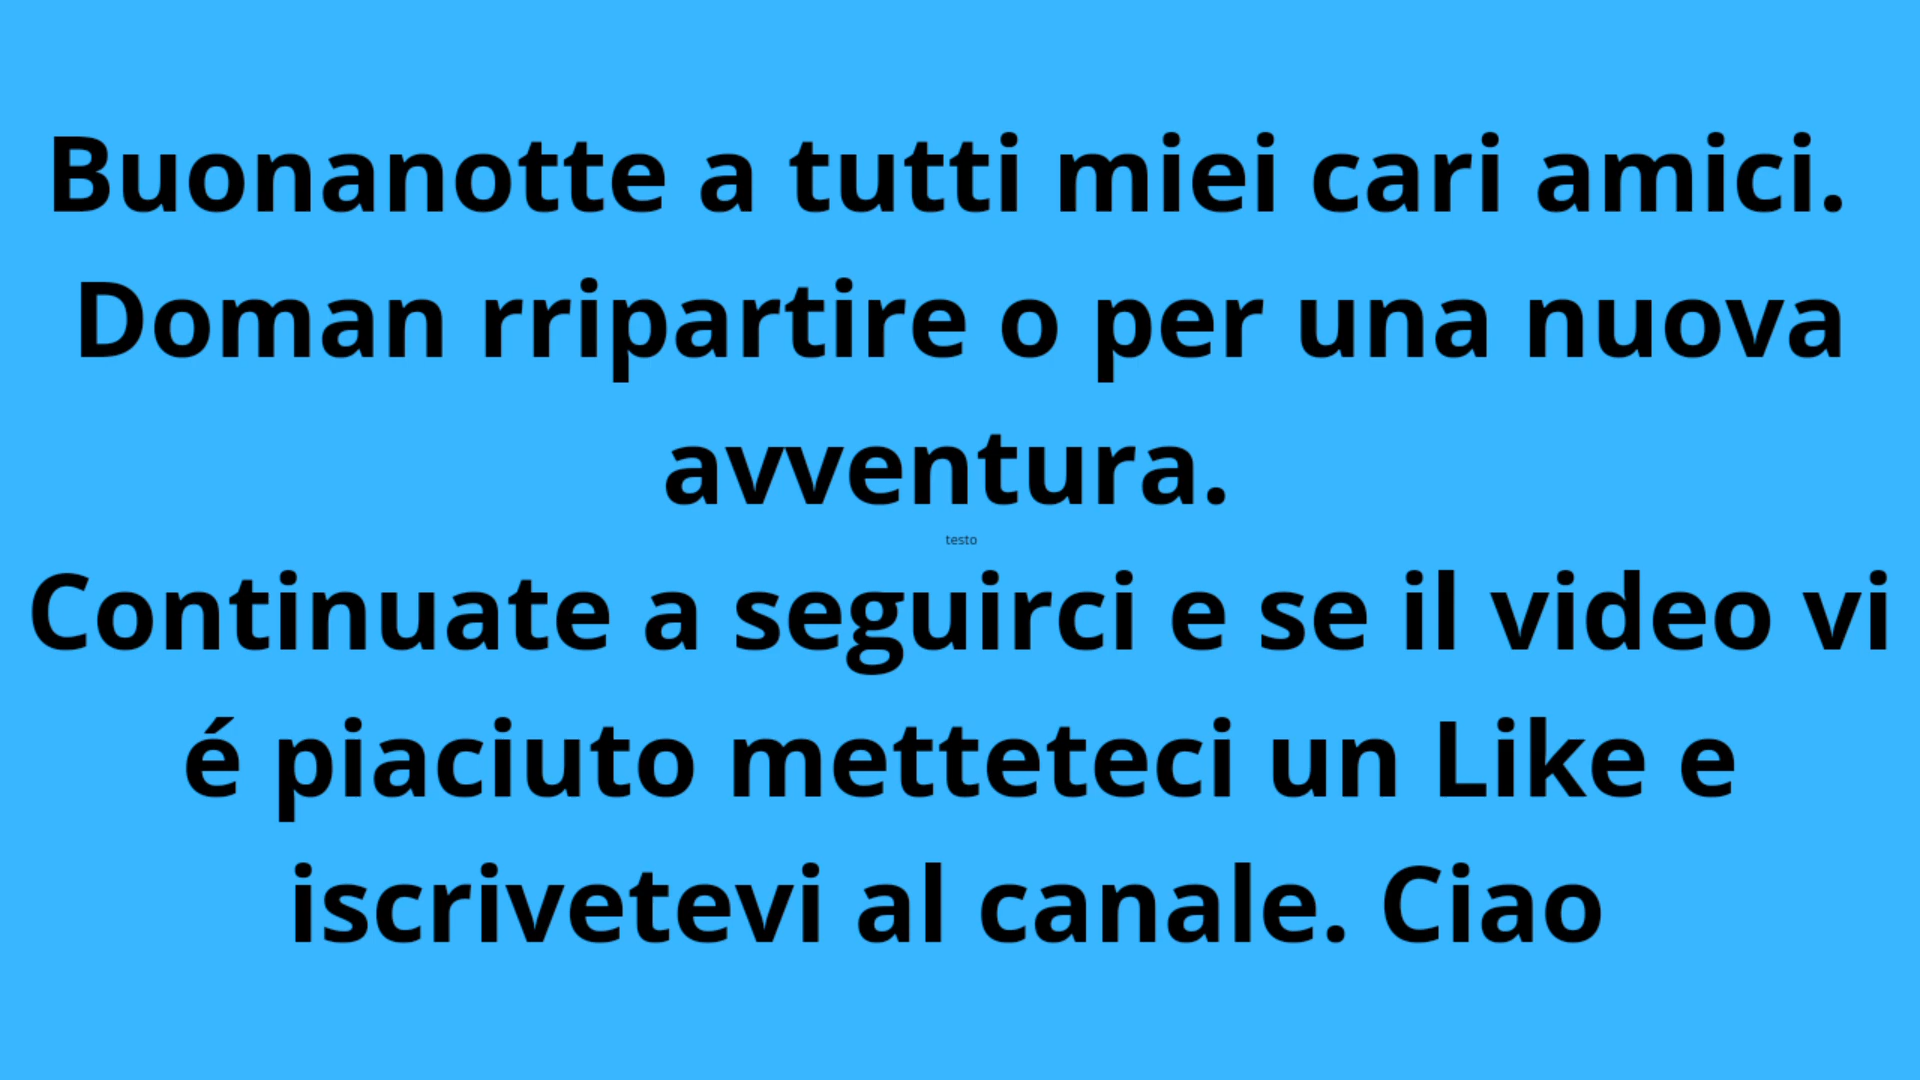 Buonanotte a tutti miei cari amici.
Doman rripartire o per una nuova
avventura.
testo
Continuate a seguirci e se il video vi
é piaciuto metteteci un Like e
iscrivetevi al canale. Ciao